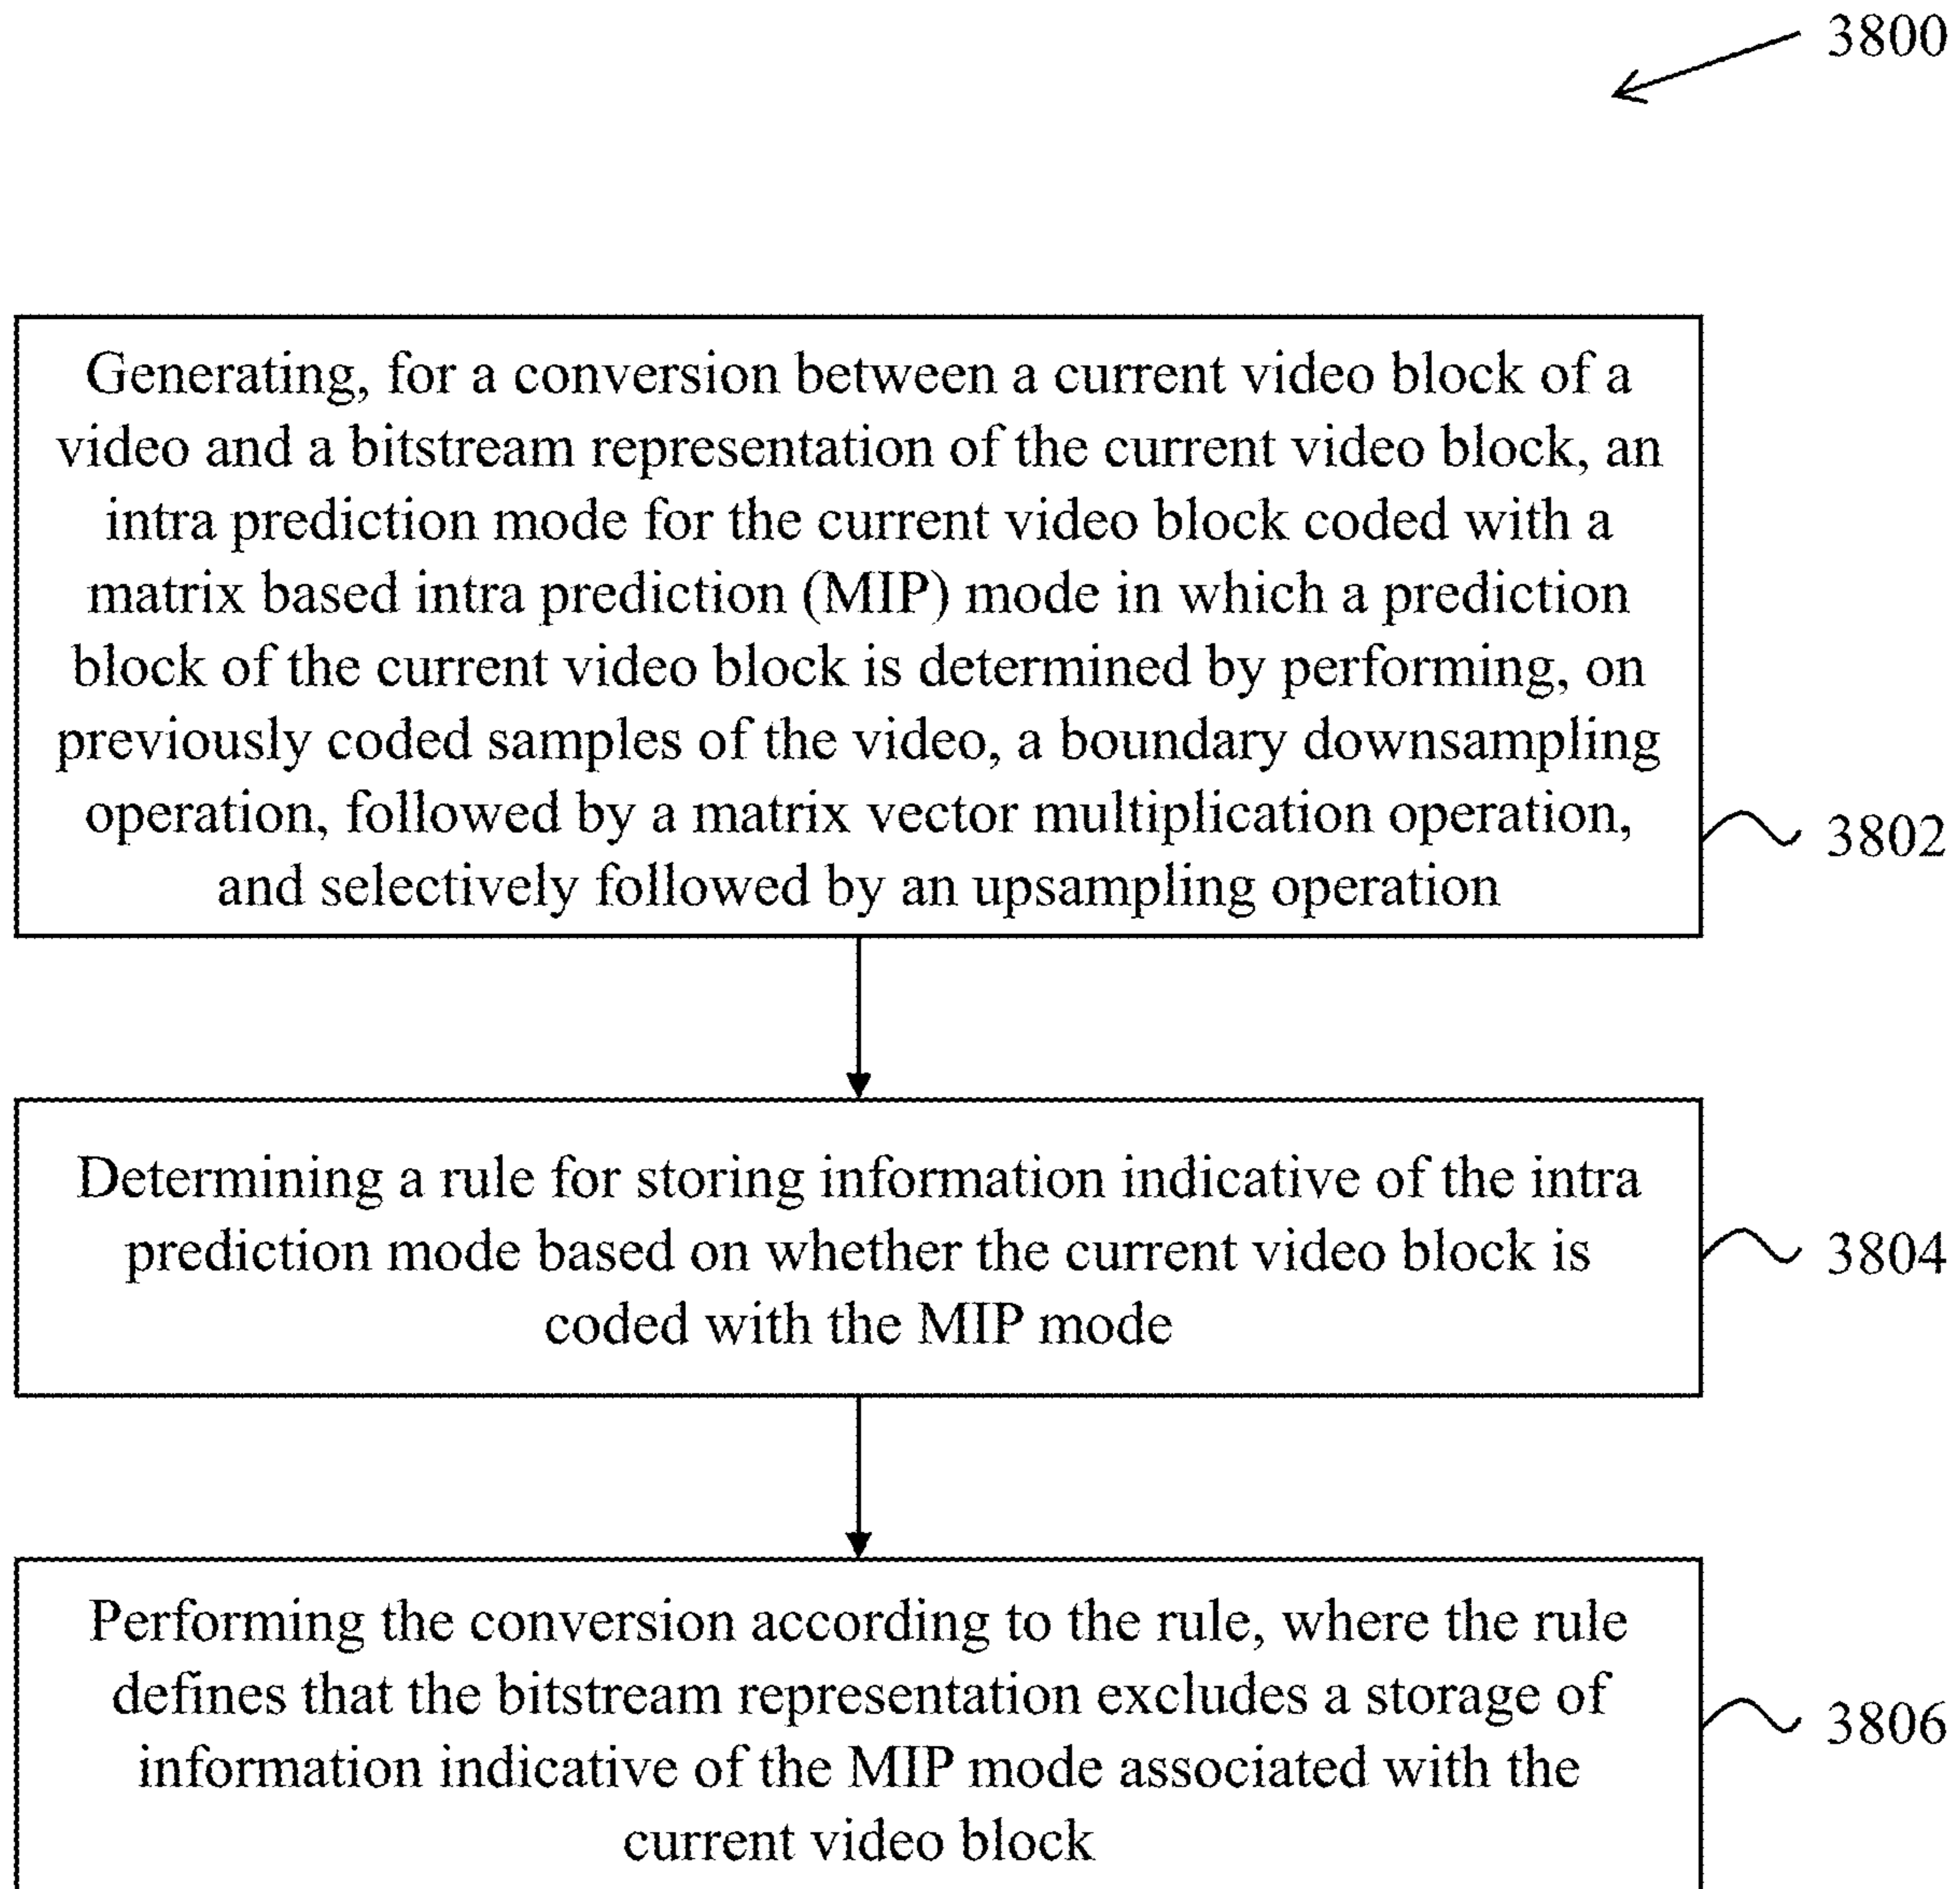 3800
Generating, for a conversion between a current video block of a
video and a bitstream representation of the current video block, an
intra prediction mode for the current video block coded with a
matrix based intra prediction (MIP) mode in which a prediction
block of the current video block is determined by performing, on
previously coded samples of the video, a boundary downsampling
operation, followed by a matrix vector multiplication operation,
and selectively followed by an upsampling operation
3802
Determining a rule for storing information indicative of the intra
prediction mode based on whether the current video block is
coded with the MIP mode
3804
Performing the conversion according to the rule, where the rule
defines that the bitstream representation excludes a storage of
information indicative of the MIP mode associated with the
current video block
3806